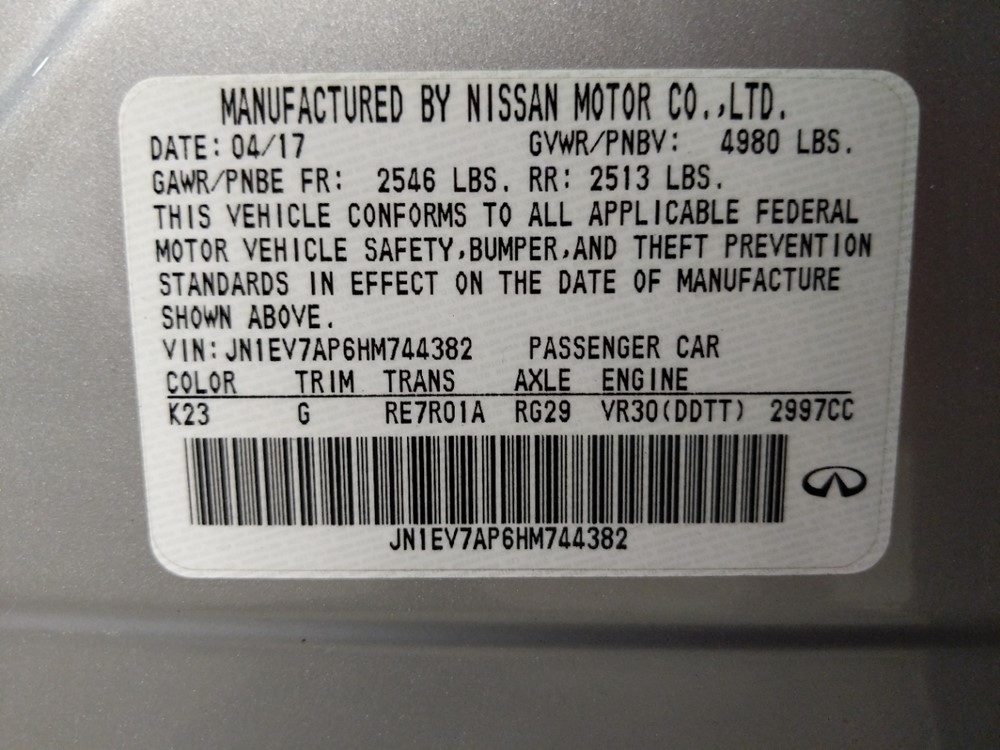 MANUFACTURED BY NISSAN MOTOR CO.,LTD.
DATE: 04/17 GVWR/PNBV: 4980 LBS.
GAWR/PNBE FR: 2546 LBS. RR: 2513 LBS.
THIS VEHICLE CONFORMS TO ALL APPLICABLE FEDERAL
MOTOR VEHICLE SAFETY,BUMPER,AND THEFT PREVENTION
STANDARDS IN EFFECT ON THE DATE OF MANUFACTURE
SHOWN ABOVE.
VIN: JN1EV7AP6HM744382 PASSENGER CAR
COLOR TRIM TRANS AXLE ENGINE
K23 G RE7R01A RG29 VR30(DDTT) 2997CC
JN1EV7AP6HM744382